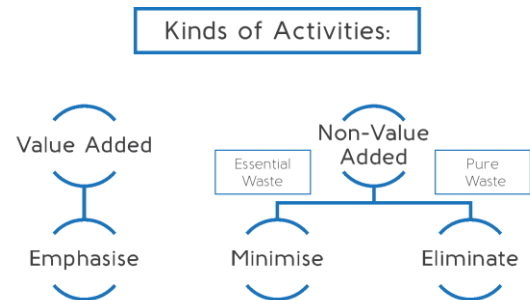 Kinds of Activities:
Value Added
Non-Value
Added
Essential
Waste
Pure
Waste
Emphasise
Minimise
Eliminate